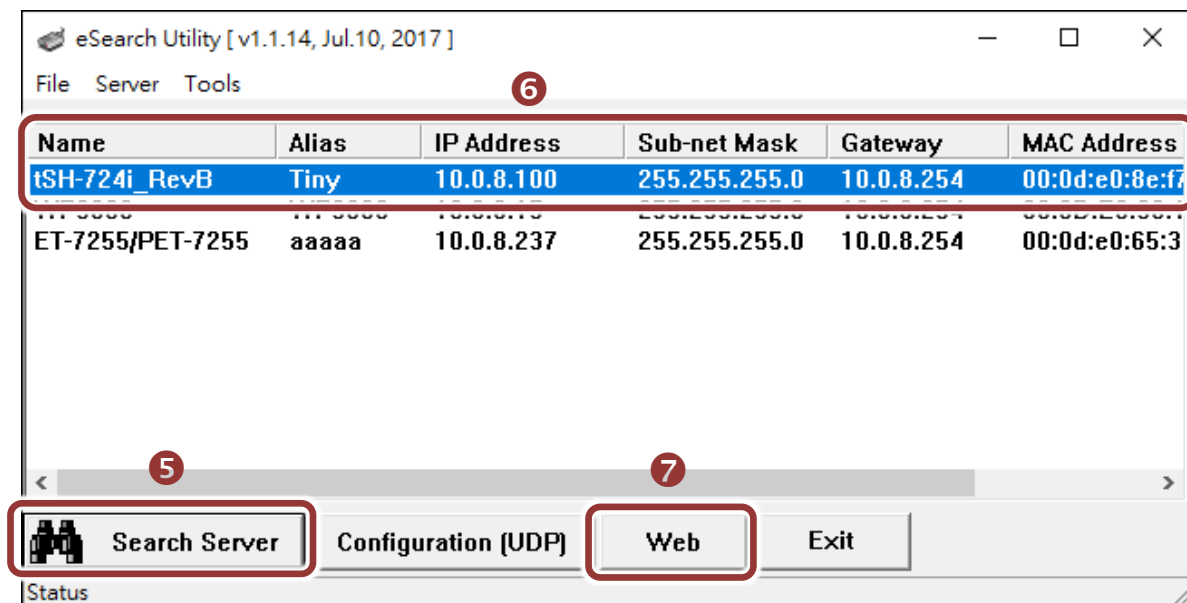 eSearch Utility [ v1.1.14, Jul.10, 2017 ]
File Server Tools
6
Name Alias IP Address Sub-net Mask Gateway MAC Address
tSH-724i_RevB Tiny 10.0.8.100 255.255.255.0 10.0.8.254 00:0d:e0:8e:f7
ET-7255/PET-7255 aaaaa 10.0.8.237 255.255.255.0 10.0.8.254 00:0d:e0:65:3
5 7
Search Server Configuration (UDP) Web Exit
Status